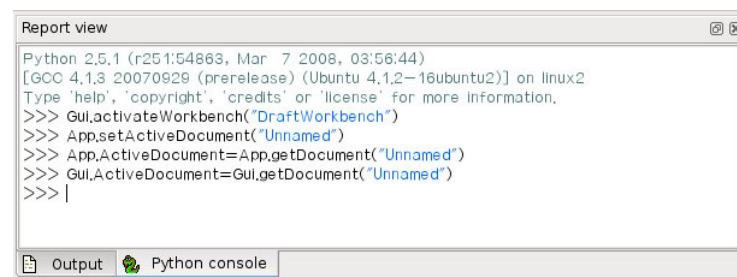 Report view
Python 2.5.1 (r251:54863, Mar  7 2008, 03:56:44)
[GCC 4.1.3 20070929 (prerelease) (Ubuntu 4.1.2-16ubuntu2)] on linux2
Type 'help', 'copyright', 'credits' or 'license' for more information.
>>> Gui.activateWorkbench("DraftWorkbench")
>>> App.setActiveDocument("Unnamed")
>>> App.ActiveDocument=App.getDocument("Unnamed")
>>> Gui.ActiveDocument=Gui.getDocument("Unnamed")
>>>
Output Python console